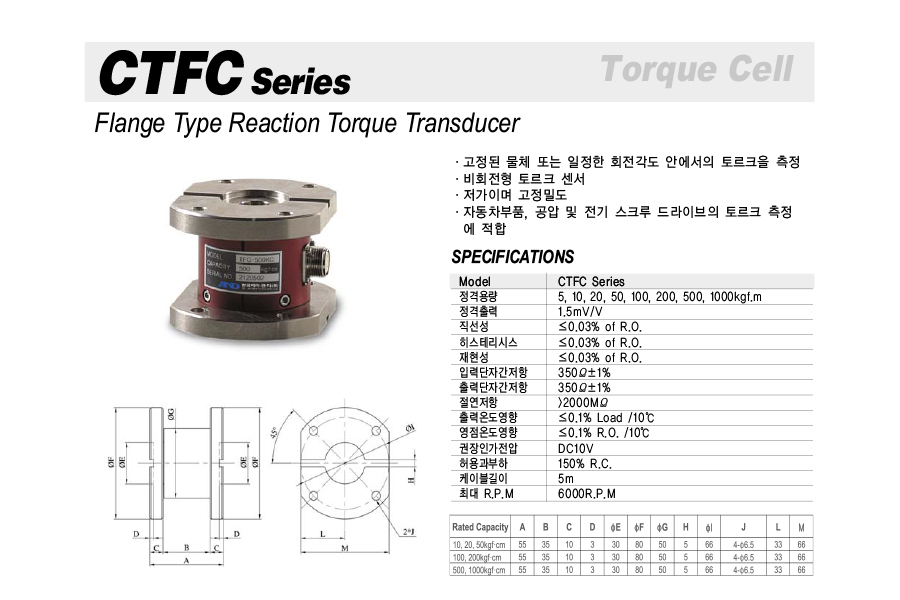 CTFC Series
Torque Cell
Flange Type Reaction Torque Transducer
· 고정된 물체 또는 일정한 회전각도 안에서의 토르크을 측정
· 비회전형 토르크 센서
· 저가이며 고정밀도
· 자동차부품, 공압 및 전기 스크루 드라이브의 토르크 측정
에 적합
SPECIFICATIONS
Model CTFC Series
정격용량 5, 10, 20, 50, 100, 200, 500, 1000kgf.m
정격출력 1.5mV/V
직선성 ≤0.03% of R.O.
히스테리시스 ≤0.03% of R.O.
재현성 ≤0.03% of R.O.
입력단자간저항 350Ω±1%
출력단자간저항 350Ω±1%
절연저항 >2000MΩ
출력온도영향 ≤0.1% Load /10℃
영점온도영향 ≤0.1% R.O. /10℃
권장인가전압 DC10V
허용과부하 150% R.C.
케이블길이 5m
최대 R.P.M 6000R.P.M
MODEL
CAPACITY 500
SERIAL NO.
AND
øF øE øG øE øF
D C B C D
A
45° øI
H
L 2*J
M
Rated Capacity A B C D ϕE ϕF ϕG H ϕI J L M
10, 20, 50kgf·cm 55 35 10 3 30 80 50 5 66 4-ϕ6.5 33 66
100, 200kgf·cm 55 35 10 3 30 80 50 5 66 4-ϕ6.5 33 66
500, 1000kgf·cm 55 35 10 3 30 80 50 5 66 4-ϕ6.5 33 66